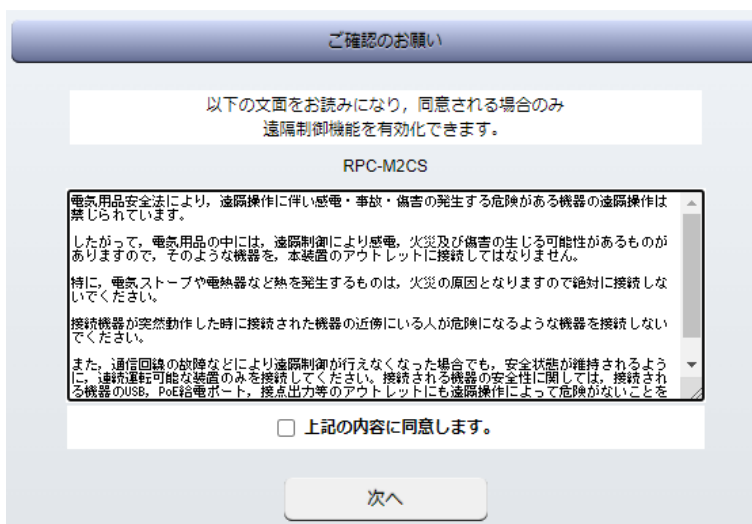 ご確認のお願い
以下の文面をお読みになり，同意される場合のみ
遠隔制御機能を有効化できます。
RPC-M2CS
電気用品安全法により，遠隔操作に伴い感電・事故・傷害の発生する危険がある機器の遠隔操作は
禁じられています。
したがって，電気用品の中には，遠隔制御により感電，火災及び傷害の生じる可能性があるものが
ありますので，そのような機器を，本装置のアウトレットに接続してはなりません。
特に，電気ストーブや電熱器など熱を発生するものは，火災の原因となりますので絶対に接続しな
いでください。
接続機器が突然動作した時に接続された機器の近傍にいる人が危険になるような機器を接続しない
でください。
また，通信回線の故障などにより遠隔制御が行えなくなった場合でも，安全状態が維持されるよう
に，連続運転可能な装置のみを接続してください。接続される機器の安全性に関しては，接続され
る機器のUSB，PoE給電ポート，接点出力等のアウトレットにも遠隔操作によって危険がないことを
上記の内容に同意します。
次へ